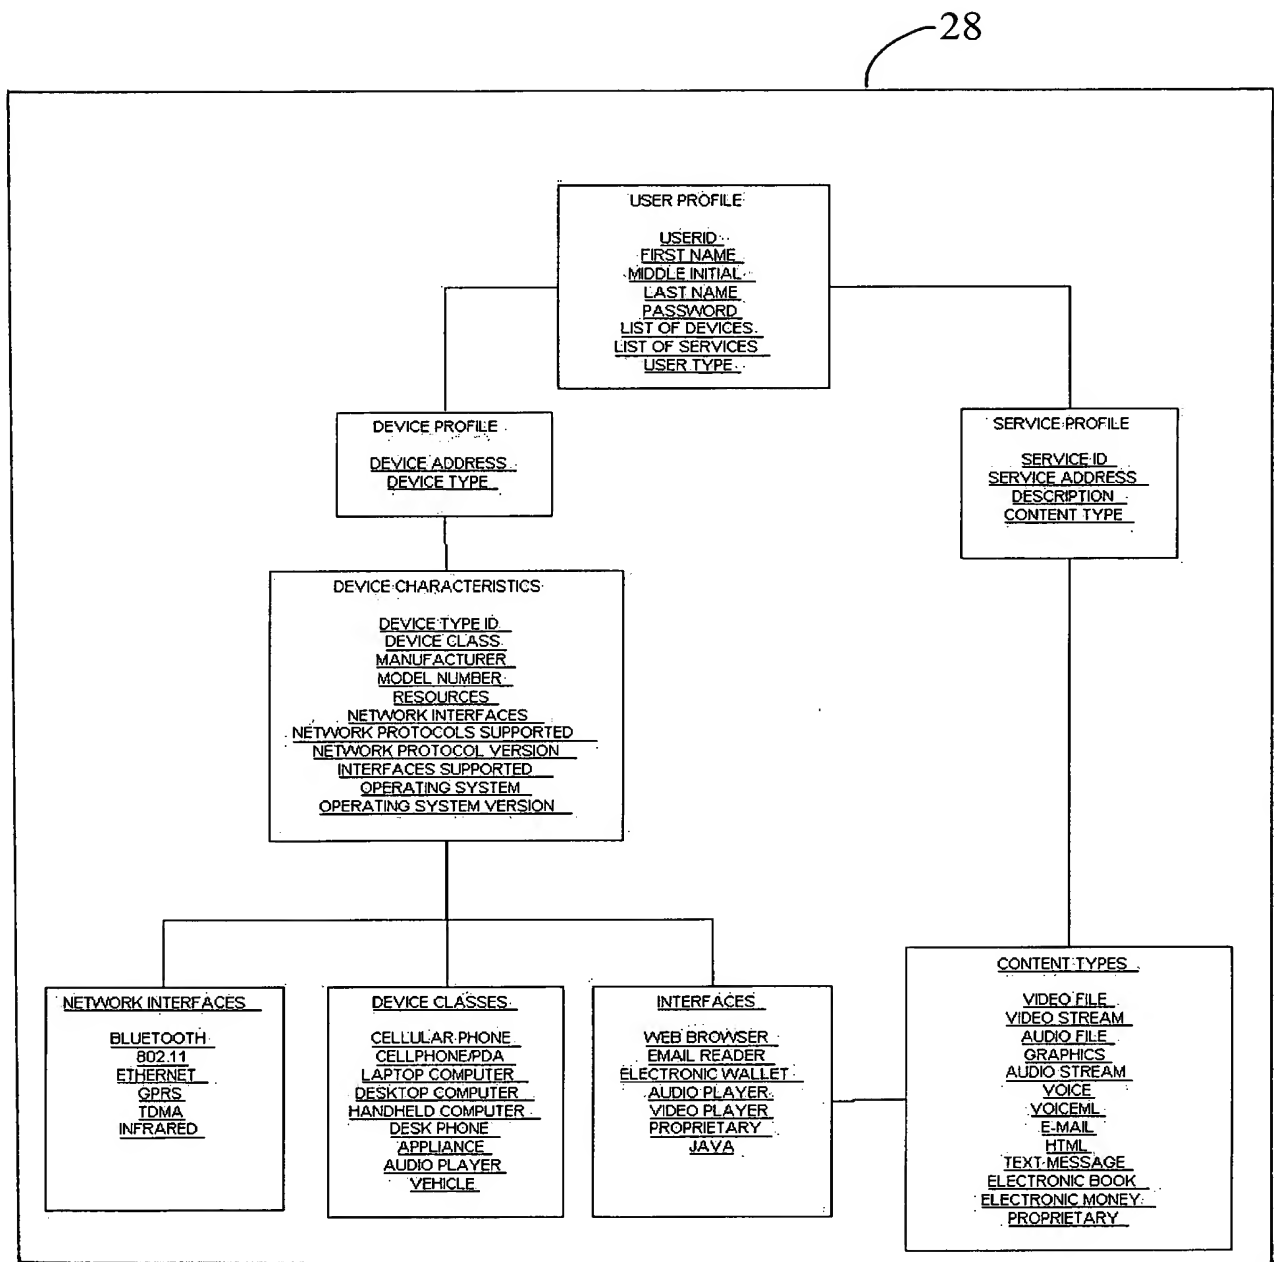 28
USER PROFILE
USERID
FIRST NAME
MIDDLE INITIAL
LAST NAME
PASSWORD
LIST OF DEVICES
LIST OF SERVICES
USER TYPE
DEVICE PROFILE
DEVICE ADDRESS
DEVICE TYPE
SERVICE PROFILE
SERVICE ID
SERVICE ADDRESS
DESCRIPTION
CONTENT TYPE
DEVICE CHARACTERISTICS
DEVICE TYPE ID
DEVICE CLASS
MANUFACTURER
MODEL NUMBER
RESOURCES
NETWORK INTERFACES
NETWORK PROTOCOLS SUPPORTED
NETWORK PROTOCOL VERSION
INTERFACES SUPPORTED
OPERATING SYSTEM
OPERATING SYSTEM VERSION
NETWORK INTERFACES
BLUETOOTH
802.11
ETHERNET
GPRS
TDMA
INFRARED
DEVICE CLASSES
CELLULAR PHONE
CELLPHONE/PDA
LAPTOP COMPUTER
DESKTOP COMPUTER
HANDHELD COMPUTER
DESK PHONE
APPLIANCE
AUDIO PLAYER
VEHICLE
INTERFACES
WEB BROWSER
EMAIL READER
ELECTRONIC WALLET
AUDIO PLAYER
VIDEO PLAYER
PROPRIETARY
JAVA
CONTENT TYPES
VIDEO FILE
VIDEO STREAM
AUDIO FILE
GRAPHICS
AUDIO STREAM
VOICE
VOICEML
E-MAIL
HTML
TEXT MESSAGE
ELECTRONIC BOOK
ELECTRONIC MONEY
PROPRIETARY